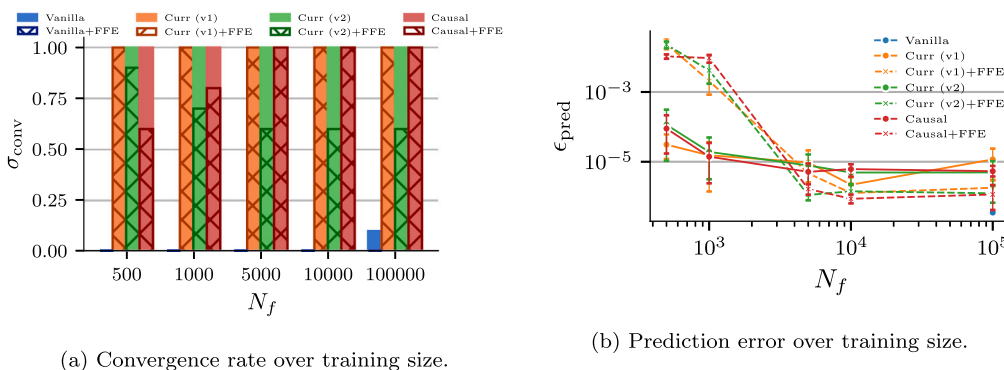 Vanilla
Vanilla+FFE
Curr (v1)
Curr (v1)+FFE
Curr (v2)
Curr (v2)+FFE
Causal
Causal+FFE
1.00
0.75
0.50
0.25
0.00
σconv
500 1000 5000 10000 100000
Nf
(a) Convergence rate over training size.
Vanilla
Curr (v1)
Curr (v1)+FFE
Curr (v2)
Curr (v2)+FFE
Causal
Causal+FFE
10⁻³
10⁻⁵
ϵpred
10³ 10⁴ 10⁵
Nf
(b) Prediction error over training size.